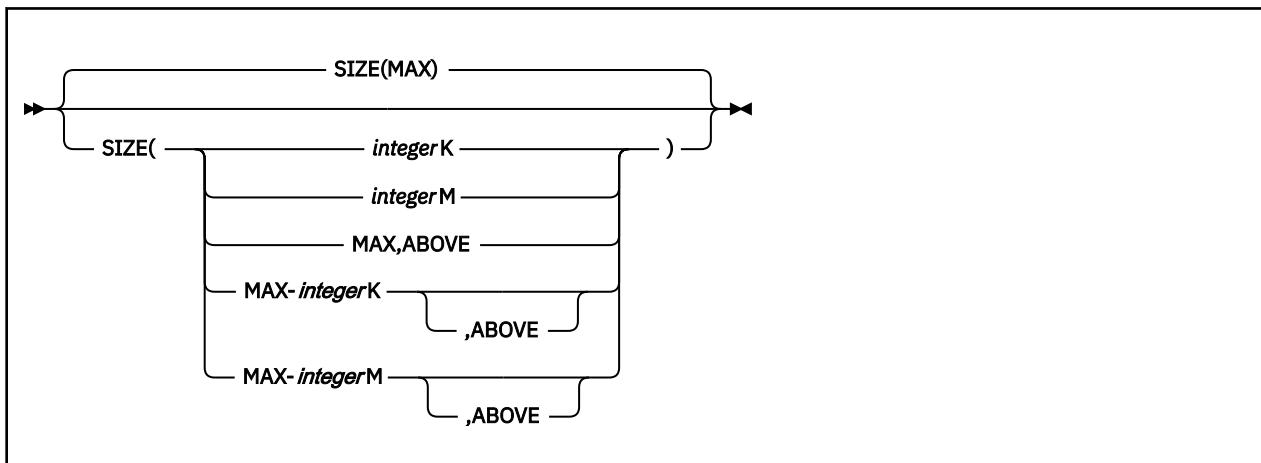 SIZE(MAX)
SIZE( integerK )
integerM
MAX,ABOVE
MAX-integerK
,ABOVE
MAX-integerM
,ABOVE